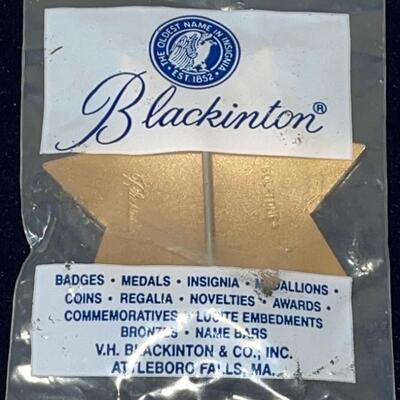 THE OLDEST NAME IN INSIGNIA
• EST. 1852 •
Blackinton®
BADGES • MEDALS • INSIGNIA • MEDALLIONS •
COINS • REGALIA • NOVELTIES • AWARDS •
COMMEMORATIVES • LUCITE EMBEDMENTS
BRONZES • NAME BARS
V.H. BLACKINTON & CO., INC.
ATTLEBORO FALLS, MA.